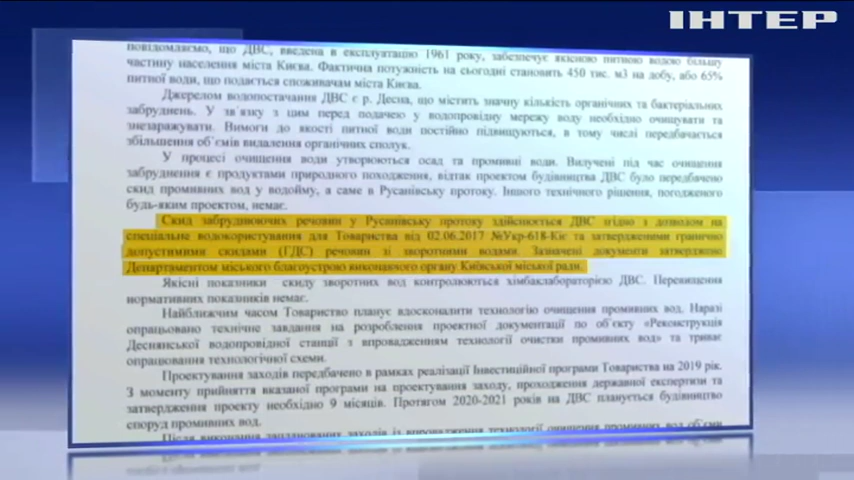 ІНТЕР
повідомляємо, що ДВС, введена в експлуатацію 1961 року, забезпечує якісною питною водою більшу
частину населення міста Києва. Фактична потужність на сьогодні становить 450 тис. м3 на добу, або 65%
питної води, що подається споживачам міста Києва.
Джерелом водопостачання ДВС є р. Десна, що містить значну кількість органічних та бактеріальних
забруднень. У зв`язку з цим перед подачею у водопровідну мережу воду необхідно очищувати та
знезаражувати. Вимоги до якості питної води постійно підвищуються, в тому числі передбачається
збільшення об`ємів видалення органічних сполук.
У процесі очищення води утворюються осад та промивні води. Вилучені під час очищення
забруднення є продуктами природного походження, відтак проектом будівництва ДВС було передбачено
скид промивних вод у водойму, а саме в Русанівську протоку. Іншого технічного рішення, погодженого
будь-яким проектом, немає.
Скид забруднюючих речовин у Русанівську протоку здійснюється ДВС згідно з дозволом на
спеціальне водокористування для Товариства від 02.06.2017 №Укр-618-Кіє та затвердженими гранично
допустимими скидами (ГДС) речовин зі зворотними водами. Зазначені документи затверджено
Департаментом міського благоустрою виконавчого органу Київської міської ради.
Якісні показники скиду зворотних вод контролюються хімбаклабораторією ДВС. Перевищення
нормативних показників немає.
Найближчим часом Товариство планує вдосконалити технологію очищення промивних вод. Наразі
опрацьовано технічне завдання на розроблення проектної документації по об`єкту «Реконструкція
Деснянської водопровідної станції з впровадженням технології очистки промивних вод» та триває
опрацювання технологічної схеми.
Проектування заходів передбачено в рамках реалізації Інвестиційної програми Товариства на 2019 рік.
З моменту прийняття вказаної програми на проектування заходу, проходження державної експертизи та
затвердження проекту необхідно 9 місяців. Протягом 2020-2021 років на ДВС планується будівництво
споруд промивних вод.
Після виконання запланованих заходів із впровадження технології очищення промивних вод об`єми